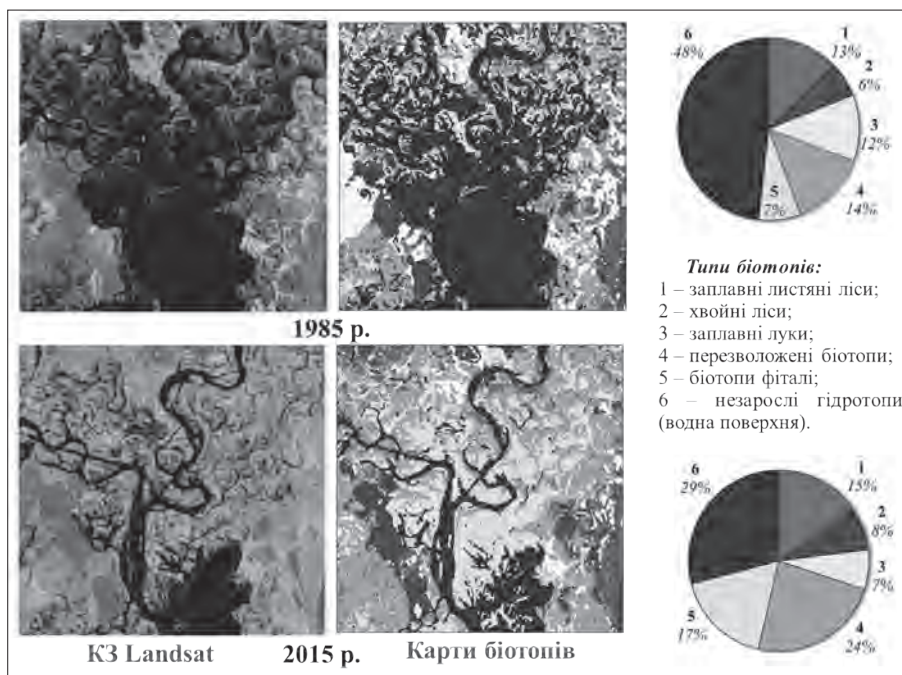 6
48%
1
13%
2
6%
3
12%
4
14%
5
7%
1985 р.
Типи біотопів:
1 – заплавні листяні ліси;
2 – хвойні ліси;
3 – заплавні луки;
4 – перезволожені біотопи;
5 – біотопи фіталі;
6 – незарослі гідротопи
(водна поверхня).
6
29%
1
15%
2
8%
3
7%
4
24%
5
17%
КЗ Landsat 2015 р. Карти біотопів